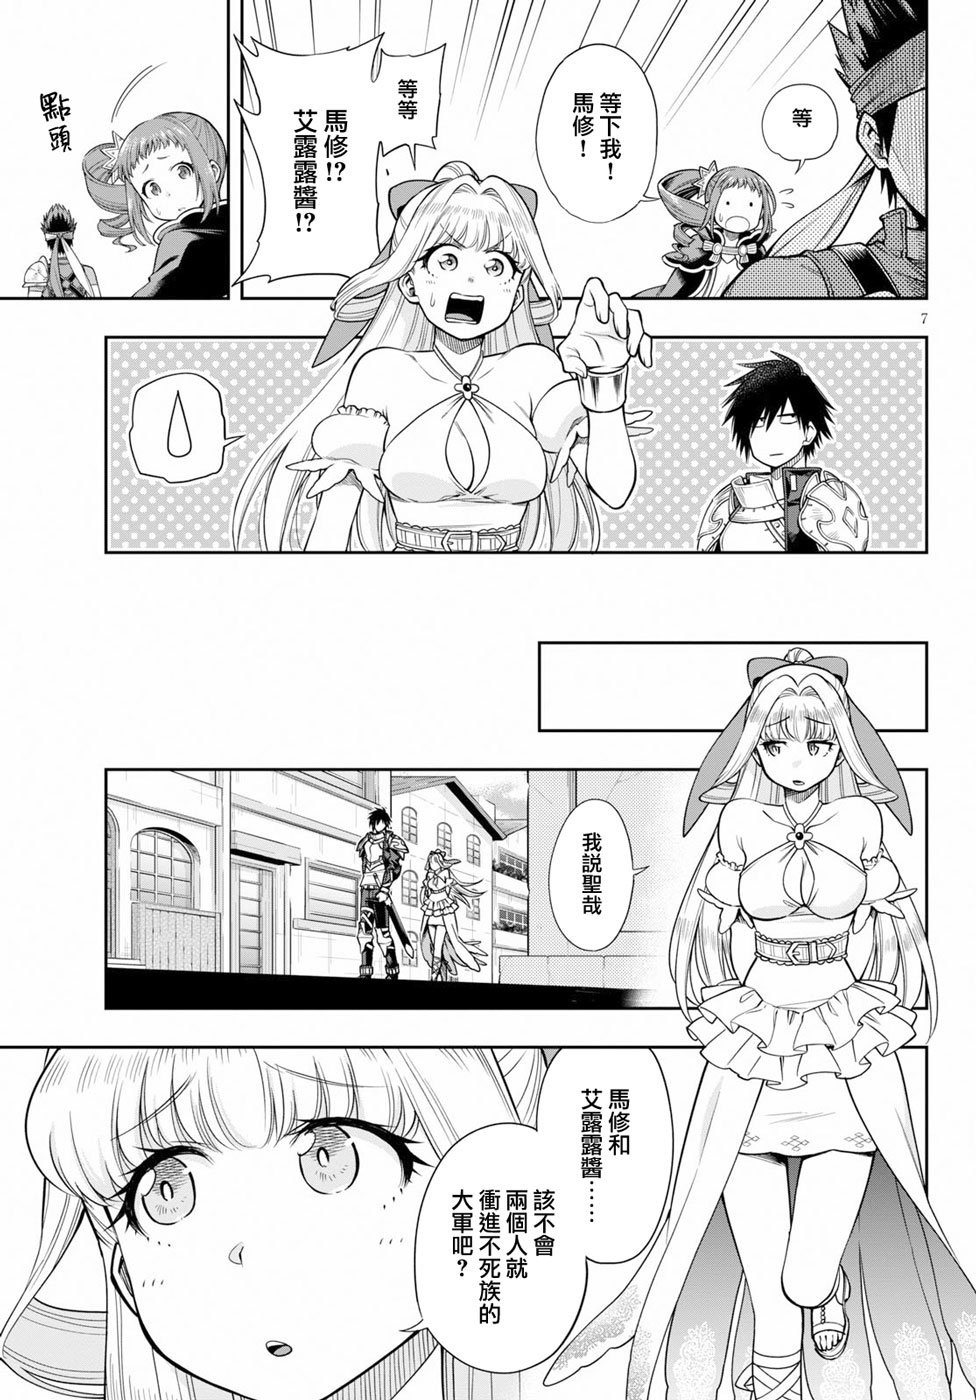 等
等下我！
馬修！
等等
馬修！？
艾露露醬！？
點頭
7
我説聖哉
馬修和
艾露露醬……
該不會
兩個人就
衝進不死族的
大軍吧？